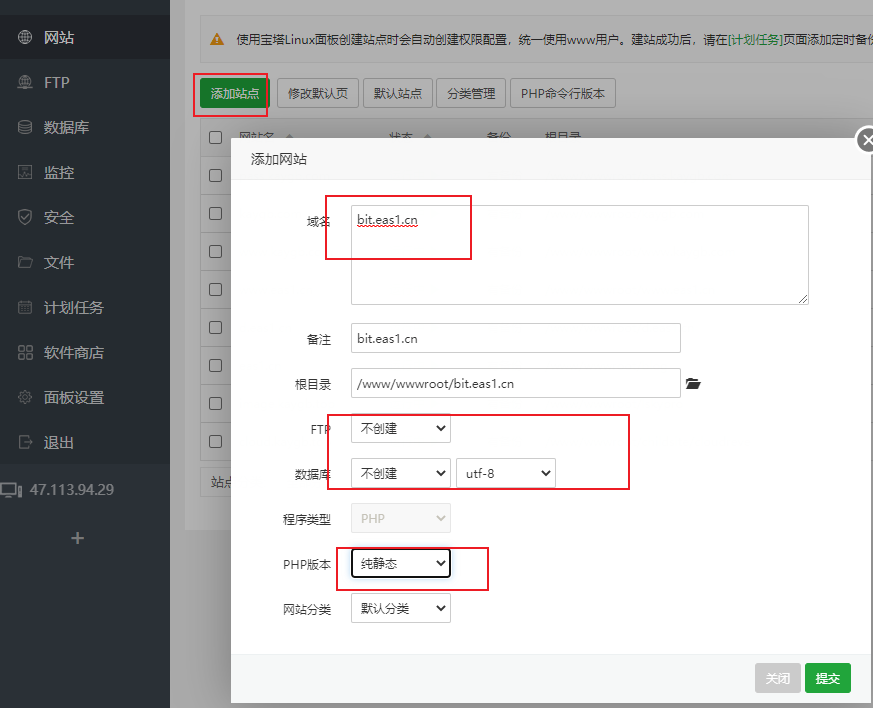 网站
FTP
数据库
监控
安全
文件
计划任务
软件商店
面板设置
退出
47.113.94.29
+
使用宝塔Linux面板创建站点时会自动创建权限配置，统一使用www用户。建站成功后，请在[计划任务]页面添加定时备份
添加站点 修改默认页 默认站点 分类管理 PHP命令行版本
网站名 状态 备份 根目录
添加网站
域名 bit.eas1.cn
备注 bit.eas1.cn
根目录 /www/wwwroot/bit.eas1.cn
FTP 不创建
数据库 不创建 utf-8
程序类型 PHP
PHP版本 纯静态
网站分类 默认分类
站点
关闭 提交